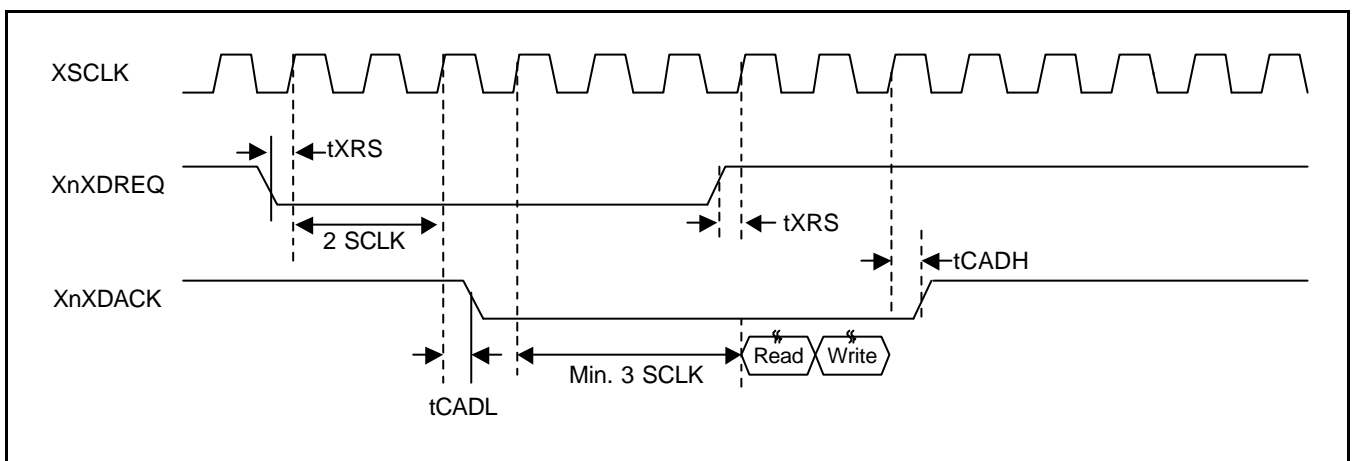 XSCLK
tXRS
XnXDREQ
2 SCLK
tXRS
tCADH
XnXDACK
Read Write
Min. 3 SCLK
tCADL